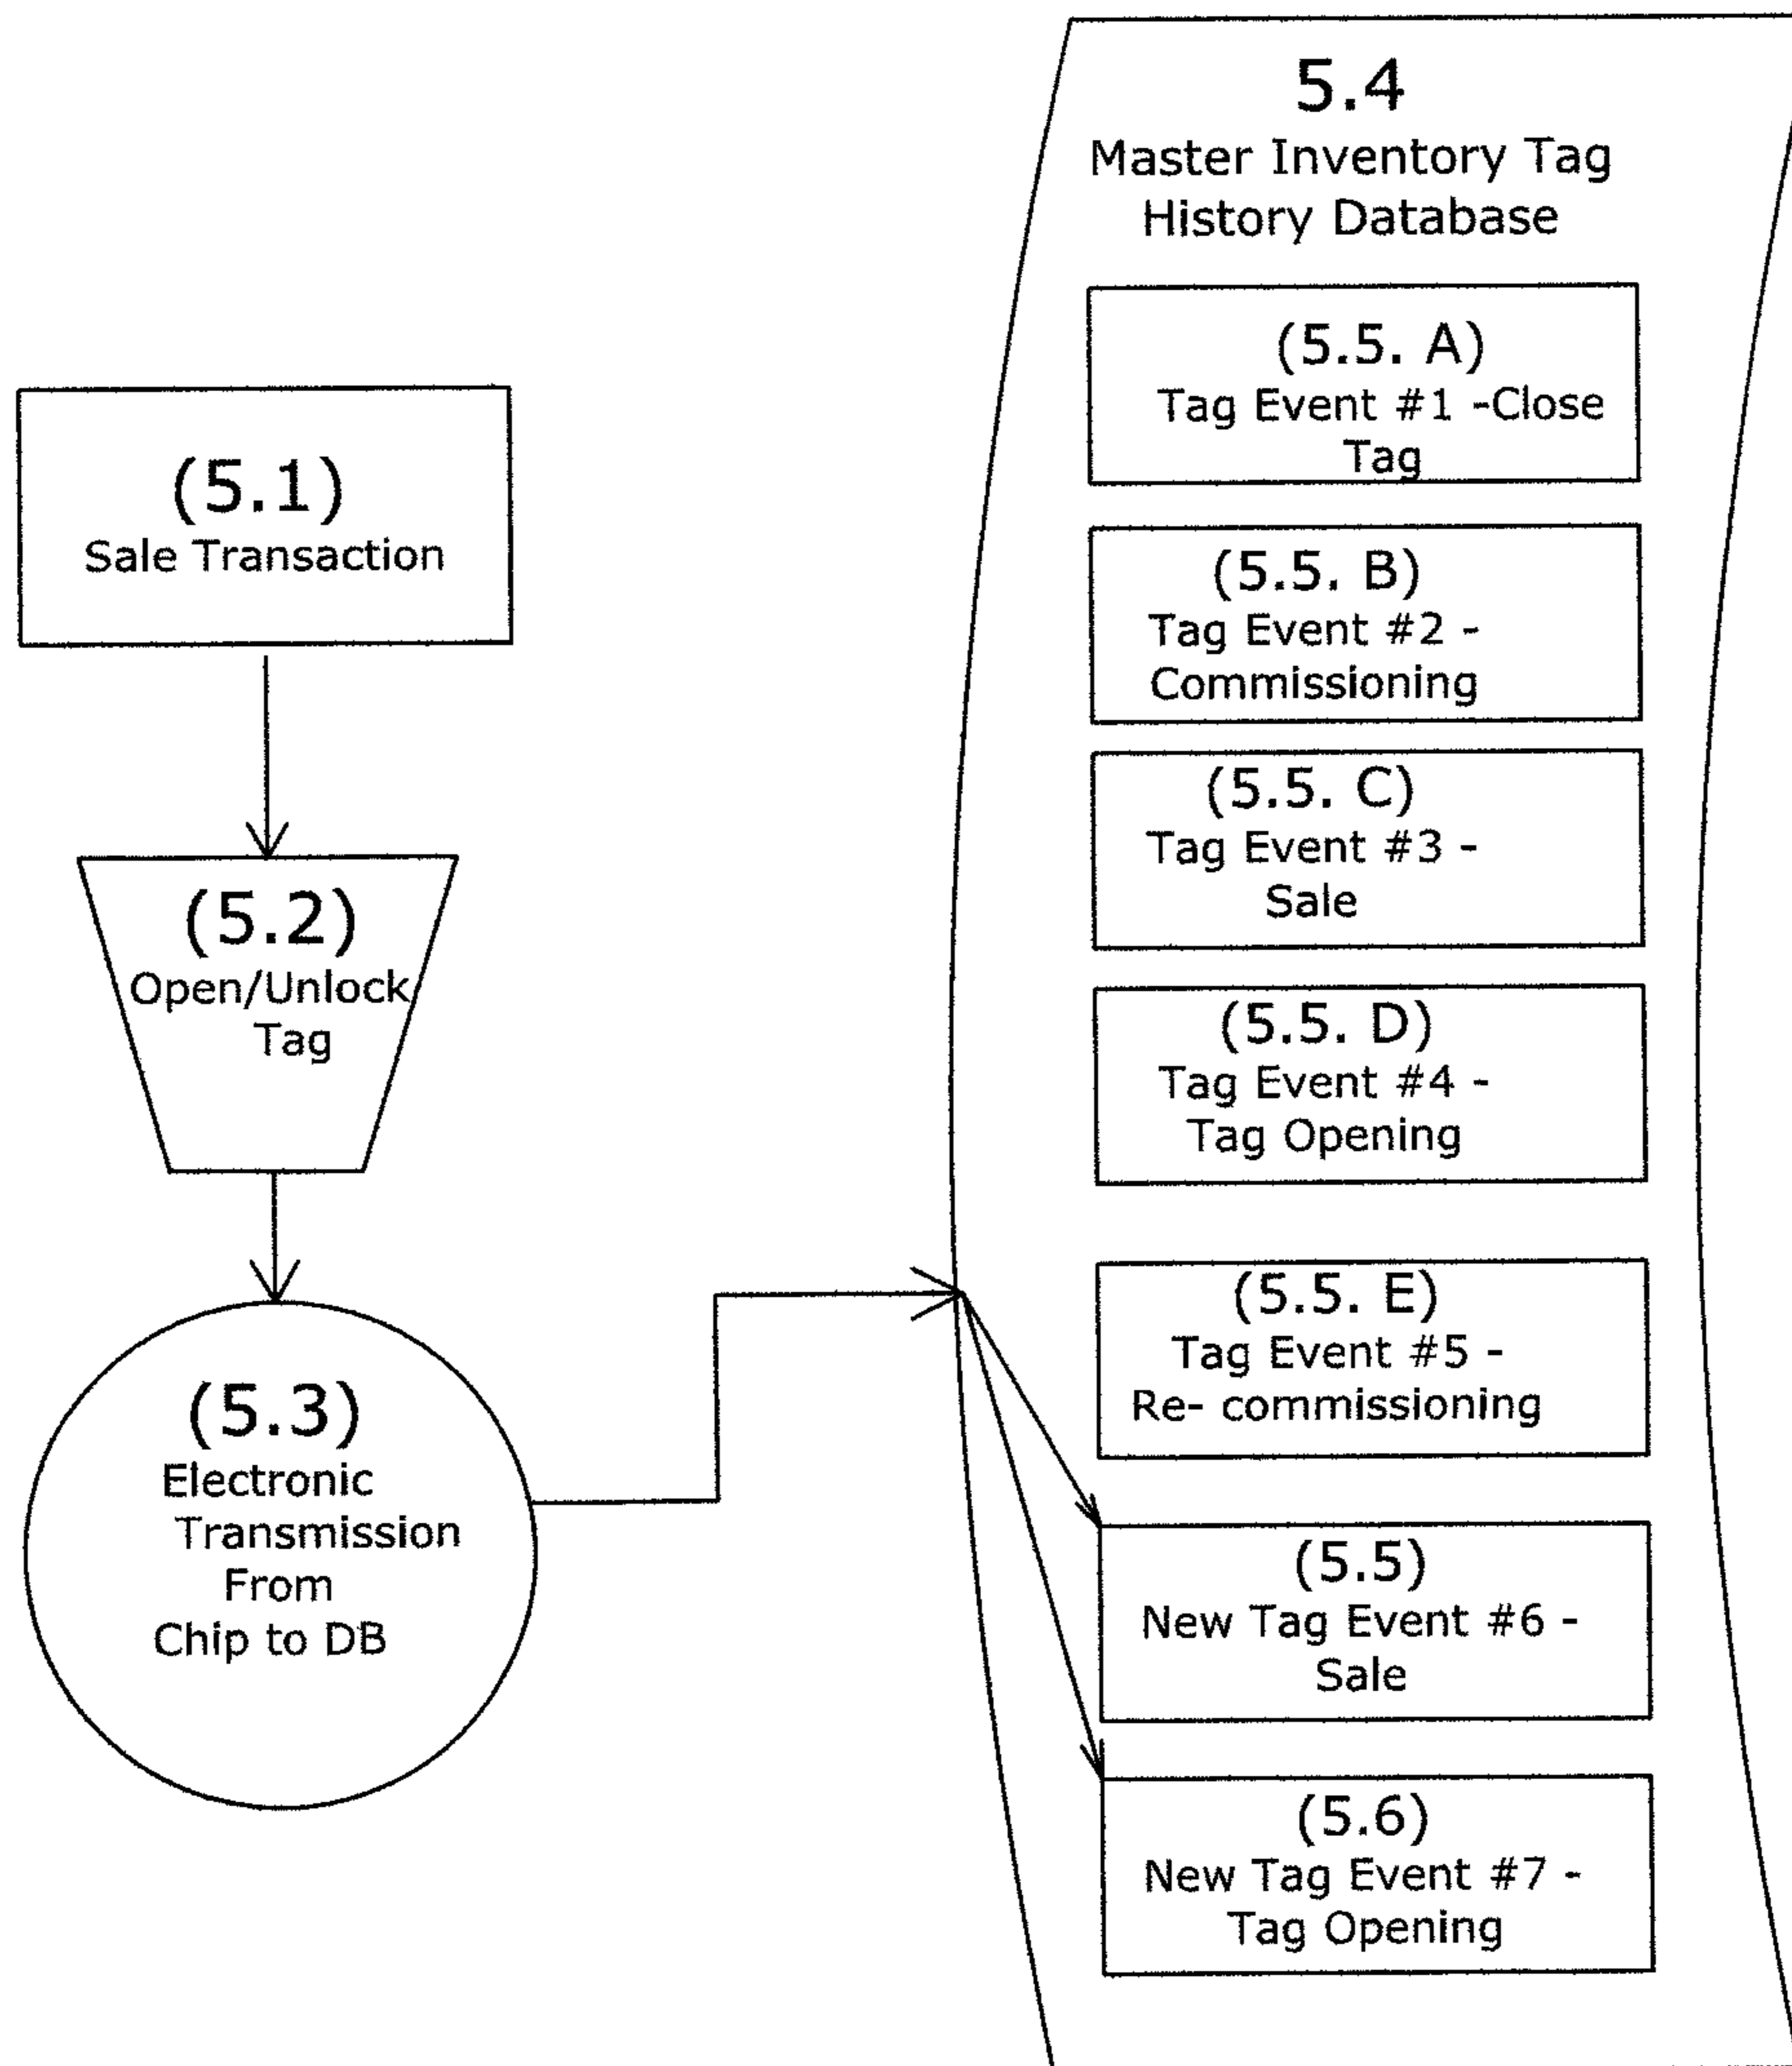 (5.1)
Sale Transaction
(5.2)
Open/Unlock
Tag
(5.3)
Electronic
Transmission
From
Chip to DB
5.4
Master Inventory Tag
History Database
(5.5. A)
Tag Event #1 -Close
Tag
(5.5. B)
Tag Event #2 -
Commissioning
(5.5. C)
Tag Event #3 -
Sale
(5.5. D)
Tag Event #4 -
Tag Opening
(5.5. E)
Tag Event #5 -
Re- commissioning
(5.5)
New Tag Event #6 -
Sale
(5.6)
New Tag Event #7 -
Tag Opening